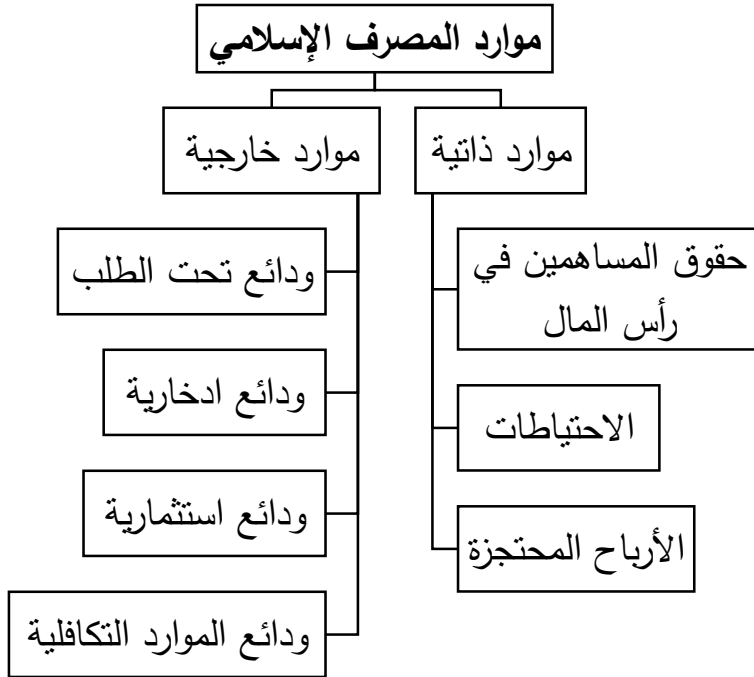 موارد المصرف الإسلامي
موارد ذاتية
حقوق المساهمين في
رأس المال
الاحتياطات
الأرباح المحتجزة
موارد خارجية
ودائع تحت الطلب
ودائع ادخارية
ودائع استثمارية
ودائع الموارد التكافلية